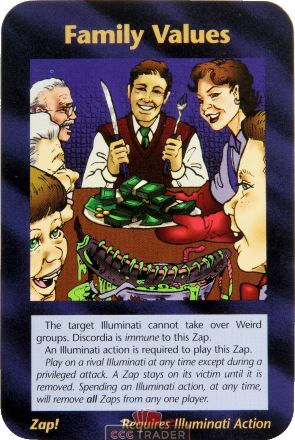 Family Values
The target Illuminati cannot take over Weird
groups. Discordia is immune to this Zap.
An Illuminati action is required to play this Zap.
Play on a rival Illuminati at any time except during a
privileged attack. A Zap stays on its victim until it is
removed. Spending an Illuminati action, at any time,
will remove all Zaps from any one player.
Zap! Requires Illuminati Action
CCG TRADER